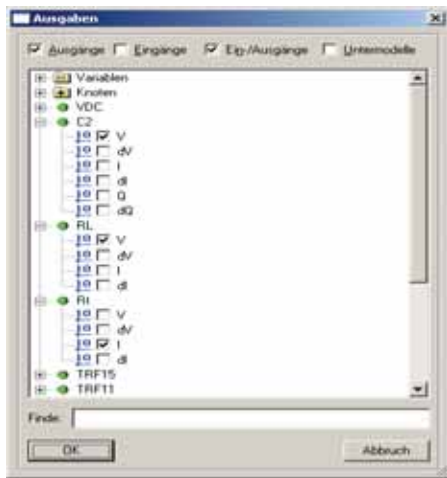 Ausgaben
Ausgänge Eingänge Ein-/Ausgänge Untermodelle
Variablen
Knoten
VDC
C2
V
dV
I
dI
Q
dQ
RL
V
dV
I
dI
RI
V
dV
I
dI
TRF15
TRF11
Finde:
OK Abbruch